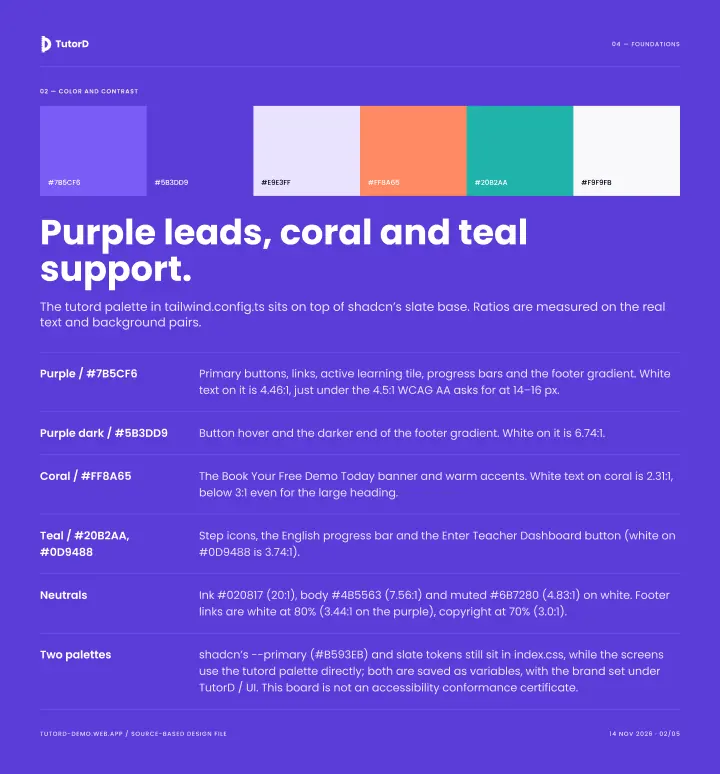 TutorD
04 — FOUNDATIONS
02 — COLOR AND CONTRAST
#7B5CF6
#5B3DD9
#E9E3FF
#FF8A65
#20B2AA
#F9F9FB
Purple leads, coral and teal
support.
The tutord palette in tailwind.config.ts sits on top of shadcn’s slate base. Ratios are measured on the real
text and background pairs.
Purple / #7B5CF6
Primary buttons, links, active learning tile, progress bars and the footer gradient. White
text on it is 4.46:1, just under the 4.5:1 WCAG AA asks for at 14–16 px.
Purple dark / #5B3DD9
Button hover and the darker end of the footer gradient. White on it is 6.74:1.
Coral / #FF8A65
The Book Your Free Demo Today banner and warm accents. White text on coral is 2.31:1,
below 3:1 even for the large heading.
Teal / #20B2AA,
#0D9488
Step icons, the English progress bar and the Enter Teacher Dashboard button (white on
#0D9488 is 3.74:1).
Neutrals
Ink #020817 (20:1), body #4B5563 (7.56:1) and muted #6B7280 (4.83:1) on white. Footer
links are white at 80% (3.44:1 on the purple), copyright at 70% (3.0:1).
Two palettes
shadcn’s --primary (#B593EB) and slate tokens still sit in index.css, while the screens
use the tutord palette directly; both are saved as variables, with the brand set under
TutorD / UI. This board is not an accessibility conformance certificate.
TUTORD-DEMO.WEB.APP / SOURCE-BASED DESIGN FILE
14 NOV 2026 · 02/05